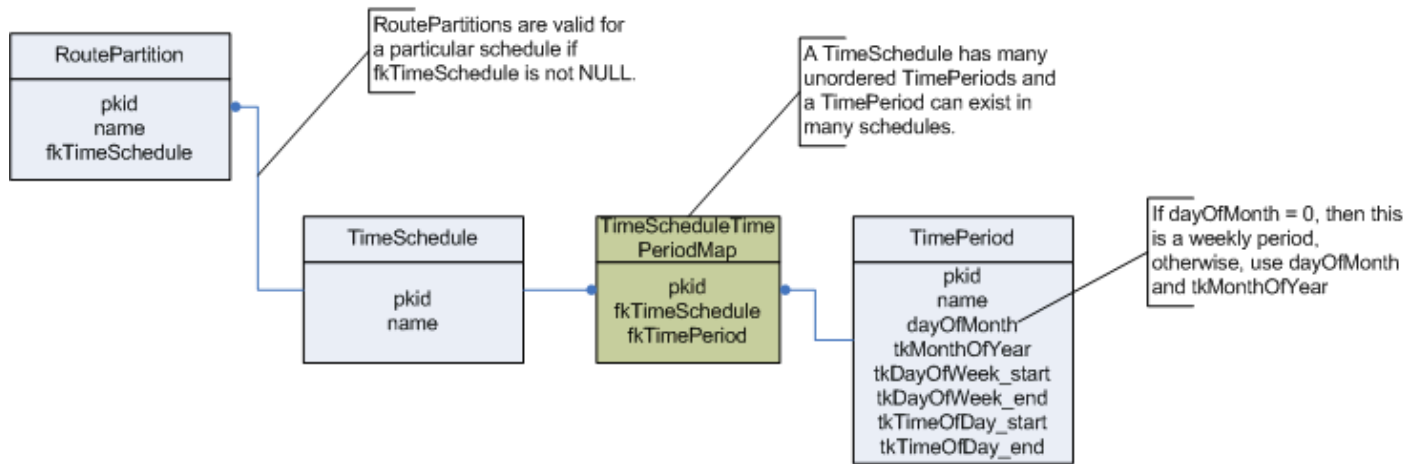 RoutePartition
pkid
name
fkTimeSchedule
RoutePartitions are valid for
a particular schedule if
fkTimeSchedule is not NULL.
A TimeSchedule has many
unordered TimePeriods and
a TimePeriod can exist in
many schedules.
TimeSchedule
pkid
name
TimeScheduleTime
PeriodMap
pkid
fkTimeSchedule
fkTimePeriod
TimePeriod
pkid
name
dayOfMonth
tkMonthOfYear
tkDayOfWeek_start
tkDayOfWeek_end
tkTimeOfDay_start
tkTimeOfDay_end
If dayOfMonth = 0, then this
is a weekly period,
otherwise, use dayOfMonth
and tkMonthOfYear